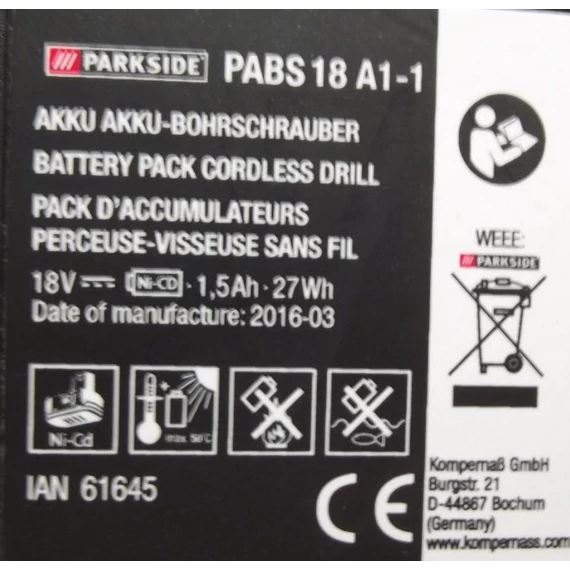 PARKSIDE PABS 18 A1-1
AKKU AKKU-BOHRSCHRAUBER
BATTERY PACK CORDLESS DRILL
PACK D'ACCUMULATEURS
PERCEUSE-VISSEUSE SANS FIL
18V Ni-CD · 1,5Ah · 27Wh
Date of manufacture: 2016-03
Ni-Cd
max. 50°C
IAN 61645
CE
WEEE:
PARKSIDE
Kompernaß GmbH
Burgstr. 21
D-44867 Bochum
(Germany)
www.kompernass.com